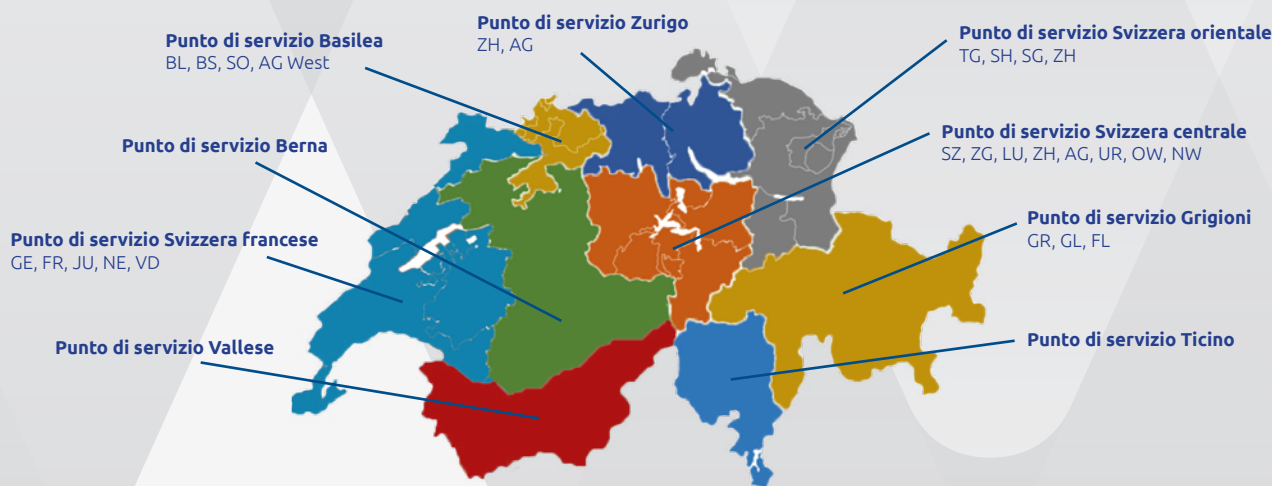 Punto di servizio Zurigo
ZH, AG
Punto di servizio Basilea
BL, BS, SO, AG West
Punto di servizio Svizzera orientale
TG, SH, SG, ZH
Punto di servizio Berna
Punto di servizio Svizzera centrale
SZ, ZG, LU, ZH, AG, UR, OW, NW
Punto di servizio Svizzera francese
GE, FR, JU, NE, VD
Punto di servizio Grigioni
GR, GL, FL
Punto di servizio Vallese
Punto di servizio Ticino